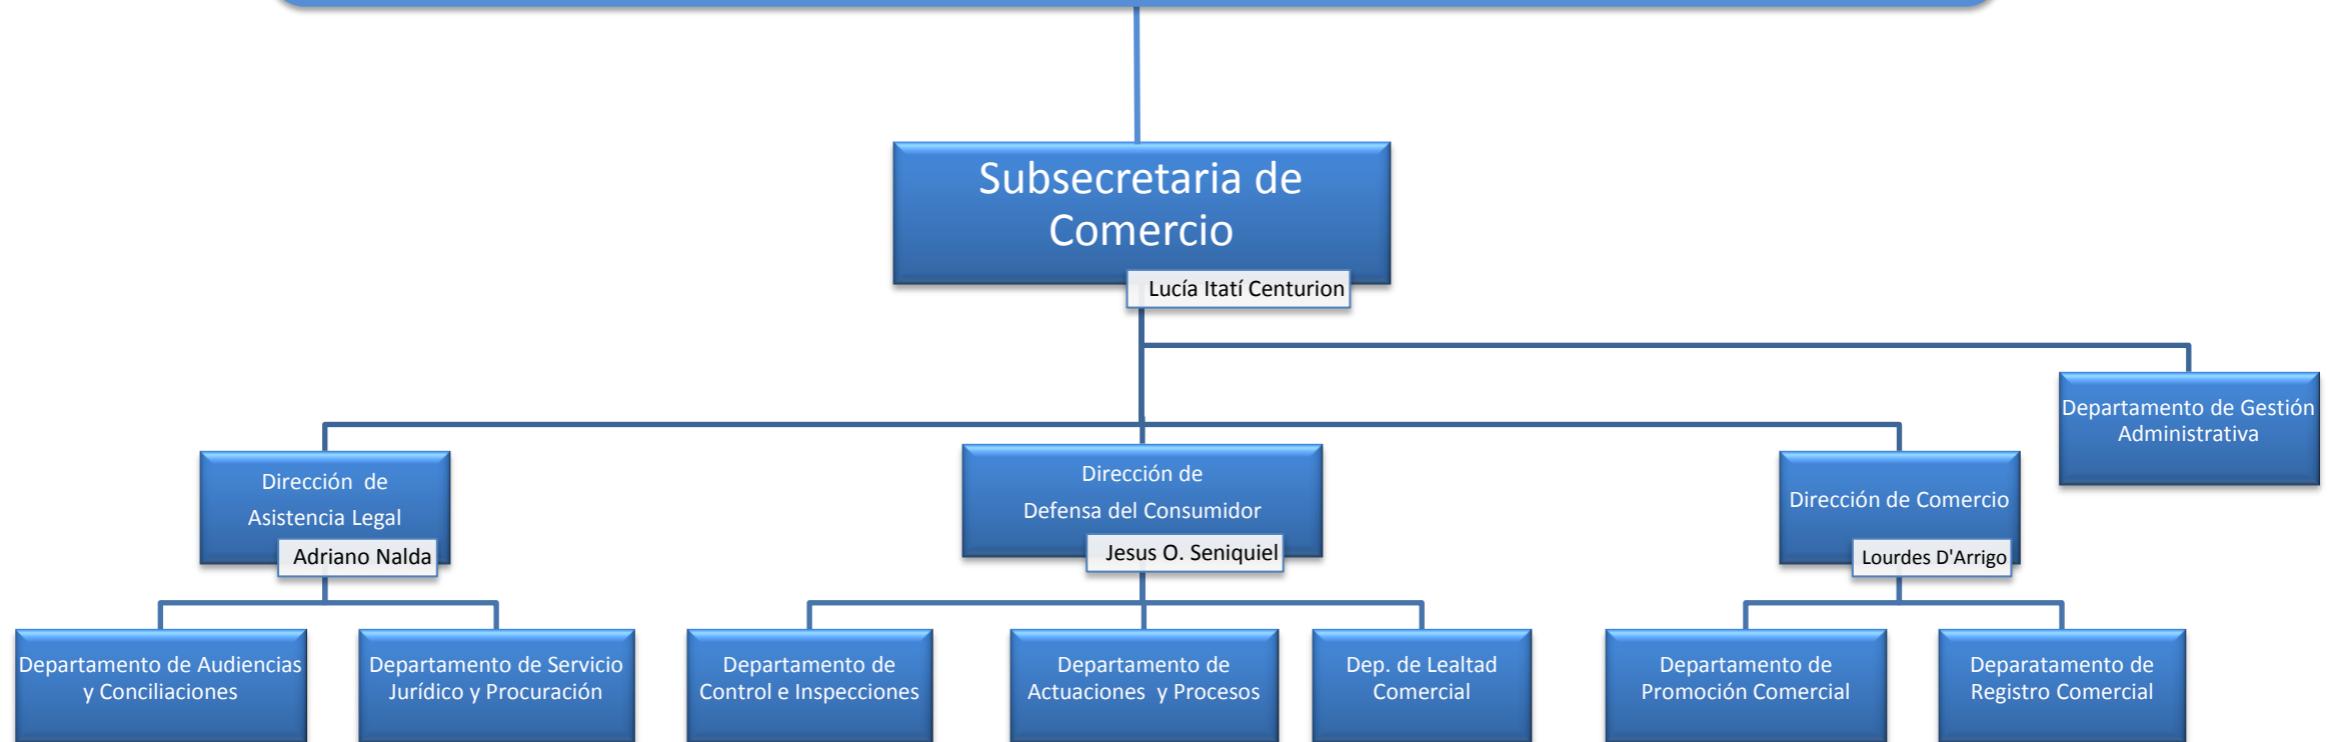 Subsecretaria de
Comercio
Lucía Itatí Centurion
Departamento de Gestión
Administrativa
Dirección de
Asistencia Legal
Adriano Nalda
Dirección de
Defensa del Consumidor
Jesus O. Seniquiel
Dirección de Comercio
Lourdes D'Arrigo
Departamento de Audiencias
y Conciliaciones
Departamento de Servicio
Jurídico y Procuración
Departamento de
Control e Inspecciones
Departamento de
Actuaciones y Procesos
Dep. de Lealtad
Comercial
Departamento de
Promoción Comercial
Deparatamento de
Registro Comercial